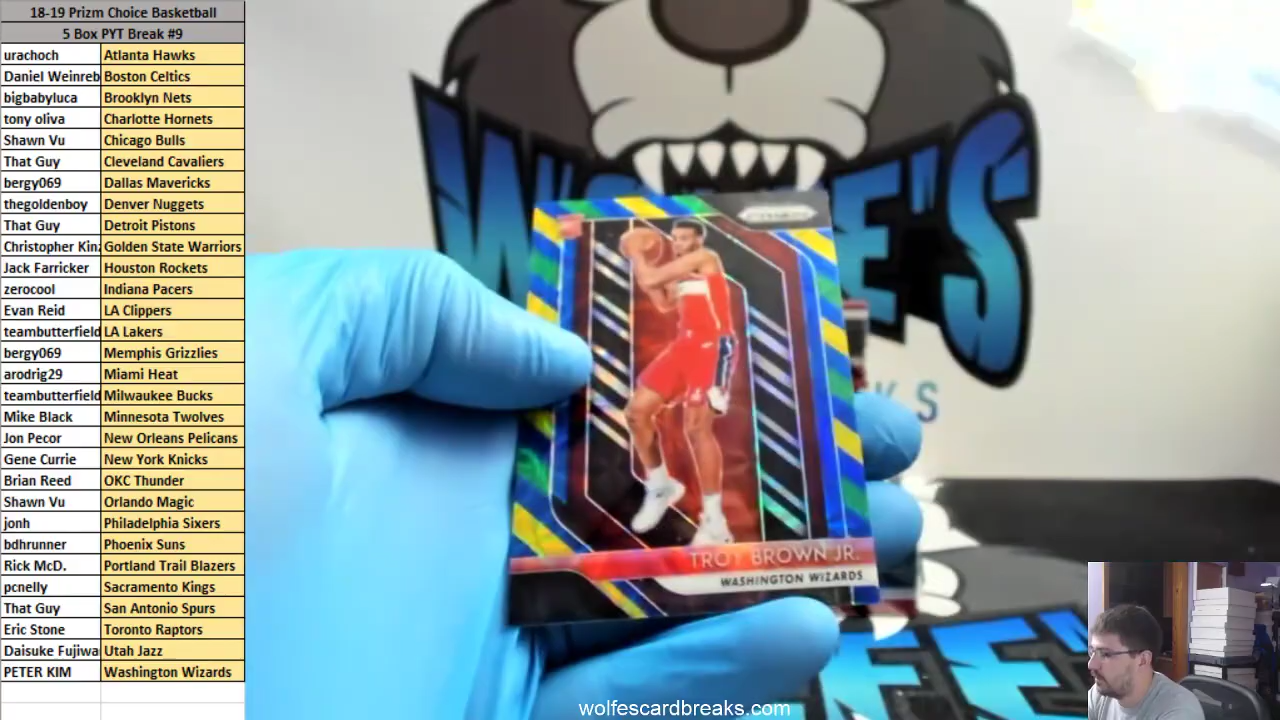 18-19 Prizm Choice Basketball
5 Box PYT Break #9
urachoch Atlanta Hawks
Daniel Weinreb Boston Celtics
bigbabyluca Brooklyn Nets
tony oliva Charlotte Hornets
Shawn Vu Chicago Bulls
That Guy Cleveland Cavaliers
bergy069 Dallas Mavericks
thegoldenboy Denver Nuggets
That Guy Detroit Pistons
Christopher Kin Golden State Warriors
Jack Farricker Houston Rockets
zerocool Indiana Pacers
Evan Reid LA Clippers
teambutterfield LA Lakers
bergy069 Memphis Grizzlies
arodrig29 Miami Heat
teambutterfield Milwaukee Bucks
Mike Black Minnesota Twolves
Jon Pecor New Orleans Pelicans
Gene Currie New York Knicks
Brian Reed OKC Thunder
Shawn Vu Orlando Magic
jonh Philadelphia Sixers
bdhrunner Phoenix Suns
Rick McD. Portland Trail Blazers
pcnelly Sacramento Kings
That Guy San Antonio Spurs
Eric Stone Toronto Raptors
Daisuke Fujiwa Utah Jazz
PETER KIM Washington Wizards
PRIZM
TROY BROWN JR.
WASHINGTON WIZARDS
wolfescardbreaks.com